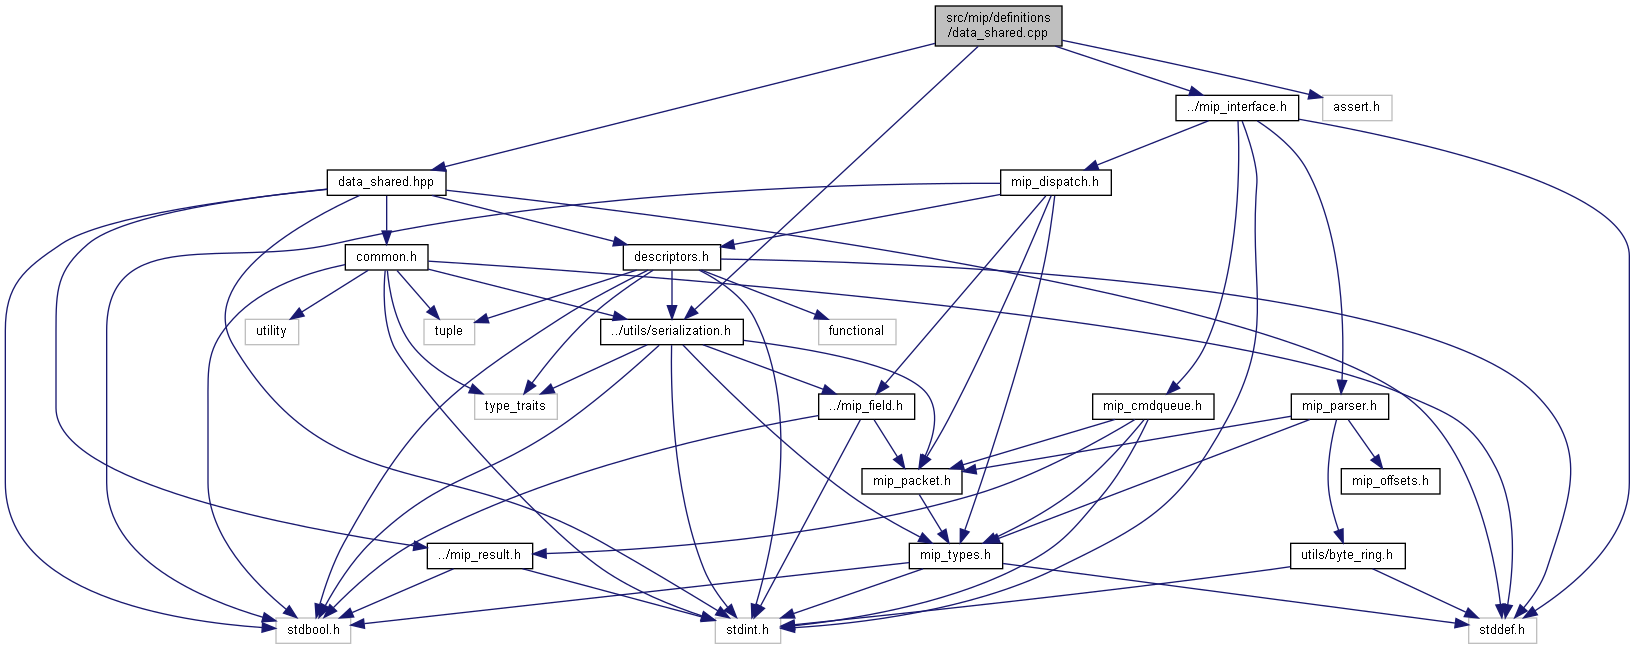 src/mip/definitions
/data_shared.cpp
../mip_interface.h
assert.h
data_shared.hpp
mip_dispatch.h
common.h
descriptors.h
utility
tuple
../utils/serialization.h
functional
type_traits
../mip_field.h
mip_cmdqueue.h
mip_parser.h
mip_packet.h
mip_offsets.h
../mip_result.h
mip_types.h
utils/byte_ring.h
stdbool.h
stdint.h
stddef.h